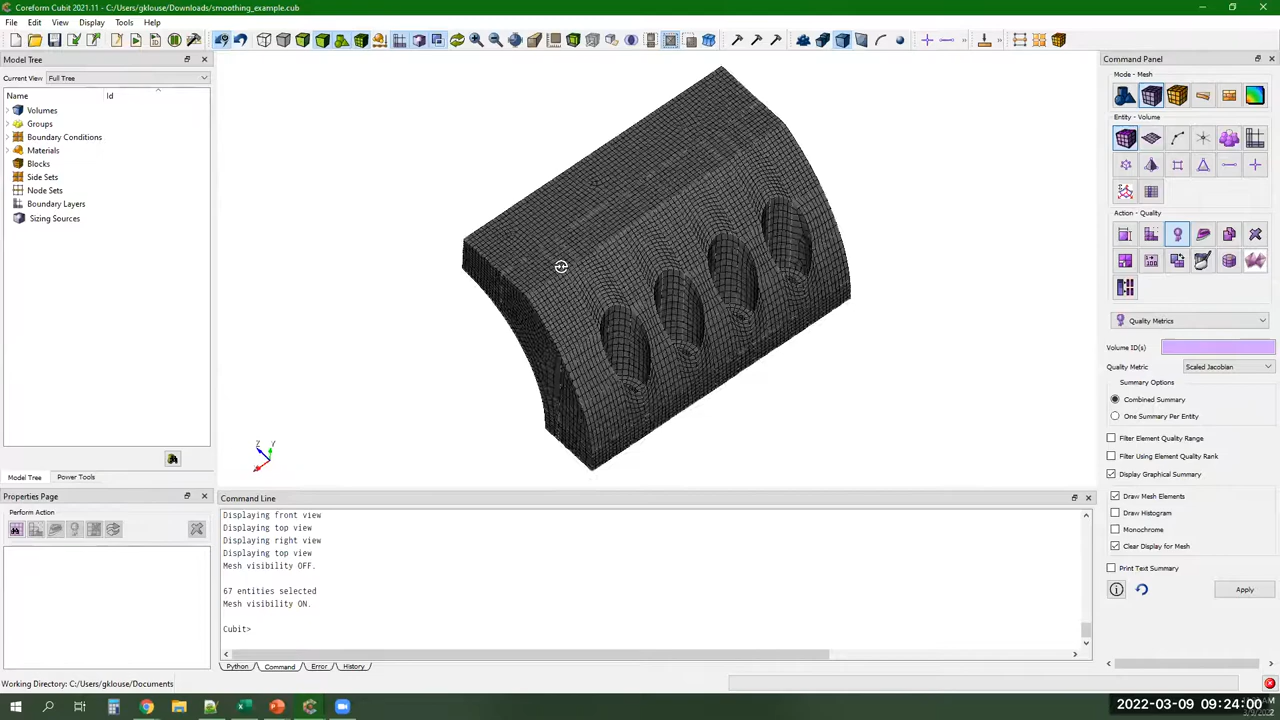 Coreform Cubit 2021.11 - C:/Users/gklouse/Downloads/smoothing_example.cub
File Edit View Display Tools Help
Model Tree
Current View Full Tree
Name Id
Volumes
Groups
Boundary Conditions
Materials
Blocks
Side Sets
Node Sets
Boundary Layers
Sizing Sources
Model Tree Power Tools
Properties Page
Perform Action
Z Y
Command Line
Displaying front view
Displaying top view
Displaying right view
Displaying top view
Mesh visibility OFF.
67 entities selected
Mesh visibility ON.
Cubit>
Python Command Error History
Command Panel
Mode - Mesh
Entity - Volume
Action - Quality
Quality Metrics
Volume ID(s)
Quality Metric Scaled Jacobian
Summary Options
Combined Summary
One Summary Per Entity
Filter Element Quality Range
Filter Using Element Quality Rank
Display Graphical Summary
Draw Mesh Elements
Draw Histogram
Monochrome
Clear Display for Mesh
Print Text Summary
Apply
Working Directory: C:/Users/gklouse/Documents
2022-03-09 09:24:00